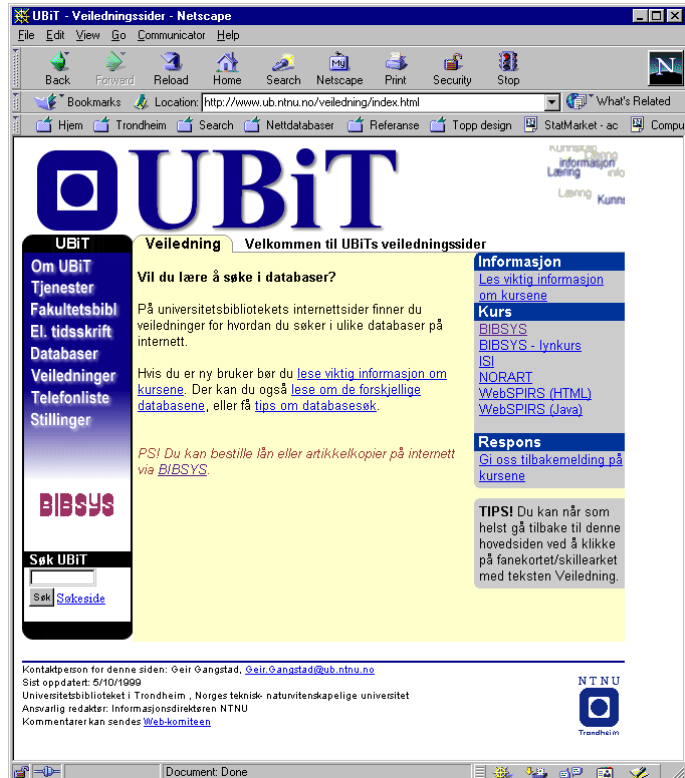 UBiT - Veiledningssider - Netscape
File Edit View Go Communicator Help
Back Forward Reload Home Search Netscape Print Security Stop
My
N
Bookmarks Location: http://www.ub.ntnu.no/veiledning/index.html What's Related
Hjem Trondheim Search Nettdatabaser Referanse Topp design StatMarket - ac Compu
UBiT
Kunnskap
Læring
informasjon
Læring info
Læring
Kunns
UBiT
Veiledning Velkommen til UBiTs veiledningssider
Om UBiT
Tjenester
Fakultetsbibl
El. tidsskrift
Databaser
Veiledninger
Telefonliste
Stillinger
BIBSYS
Søk UBiT
Søk Søkeside
Vil du lære å søke i databaser?
På universitetsbibliotekets internettsider finner du
veiledninger for hvordan du søker i ulike databaser på
internett.
Hvis du er ny bruker bør du lese viktig informasjon om
kursene. Der kan du også lese om de forskjellige
databasene, eller få tips om databasesøk.
PS! Du kan bestille lån eller artikkelkopier på internett
via BIBSYS.
Informasjon
Les viktig informasjon
om kursene
Kurs
BIBSYS
BIBSYS - lynkurs
ISI
NORART
WebSPIRS (HTML)
WebSPIRS (Java)
Respons
Gi oss tilbakemelding på
kursene
TIPS! Du kan når som
helst gå tilbake til denne
hovedsiden ved å klikke
på fanekortet/skillearket
med teksten Veiledning.
Kontaktperson for denne siden: Geir Gangstad, Geir.Gangstad@ub.ntnu.no
Sist oppdatert: 5/10/1999
Universitetsbiblioteket i Trondheim , Norges teknisk- naturvitenskapelige universitet
Ansvarlig redaktør: Informasjonsdirektøren NTNU
Kommentarer kan sendes Web-komiteen
NTNU
Trondheim
Document: Done